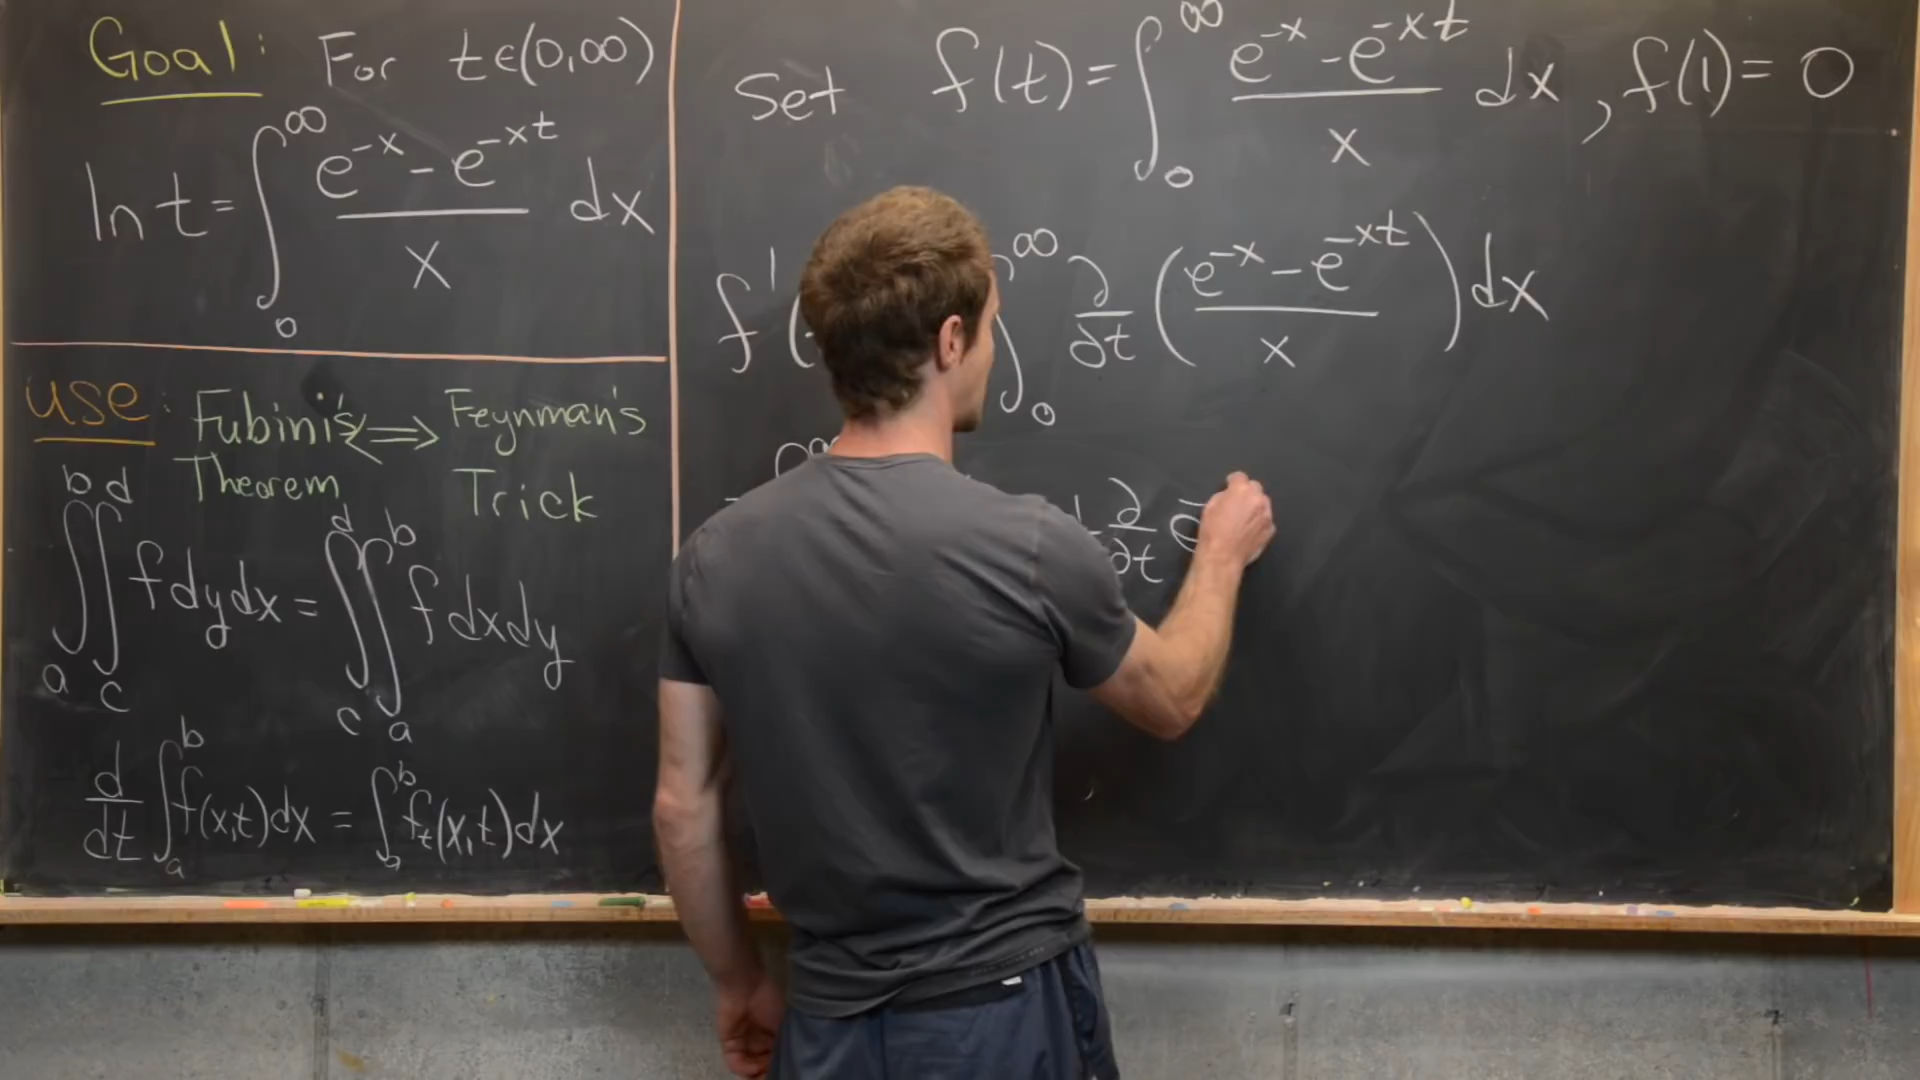 Goal: For t∈(0,∞)
ln t = ∫₀^∞ (e^{-x} - e^{-xt})/x dx
use: Fubini's Theorem ⟺ Feynman's Trick
∫_a^b ∫_c^d f dy dx = ∫_c^d ∫_a^b f dx dy
d/dt ∫_a^b f(x,t) dx = ∫_a^b f_t(x,t) dx
Set f(t) = ∫₀^∞ (e^{-x} - e^{-xt})/x dx, f(1) = 0
f'( ∫₀^∞ ∂/∂t ((e^{-x} - e^{-xt})/x) dx
∂/∂t e^-